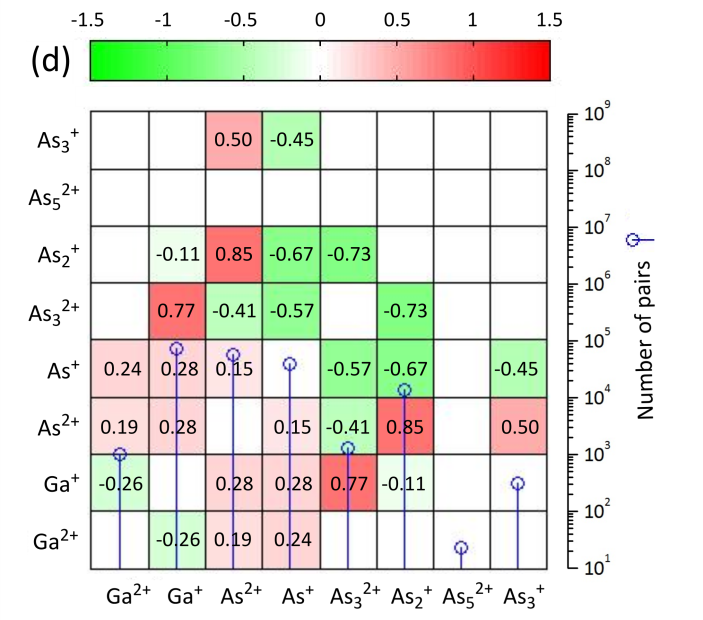 -1.5 -1 -0.5 0 0.5 1 1.5
(d)
As₃⁺ 0.50 -0.45
As₅²⁺
As₂⁺ -0.11 0.85 -0.67 -0.73
As₃²⁺ 0.77 -0.41 -0.57 -0.73
As⁺ 0.24 0.28 0.15 -0.57 -0.67 -0.45
As²⁺ 0.19 0.28 0.15 -0.41 0.85 0.50
Ga⁺ -0.26 0.28 0.28 0.77 -0.11
Ga²⁺ -0.26 0.19 0.24
Ga²⁺ Ga⁺ As²⁺ As⁺ As₃²⁺ As₂⁺ As₅²⁺ As₃⁺
10⁹
10⁸
10⁷
10⁶
10⁵
10⁴
10³
10²
10¹
Number of pairs